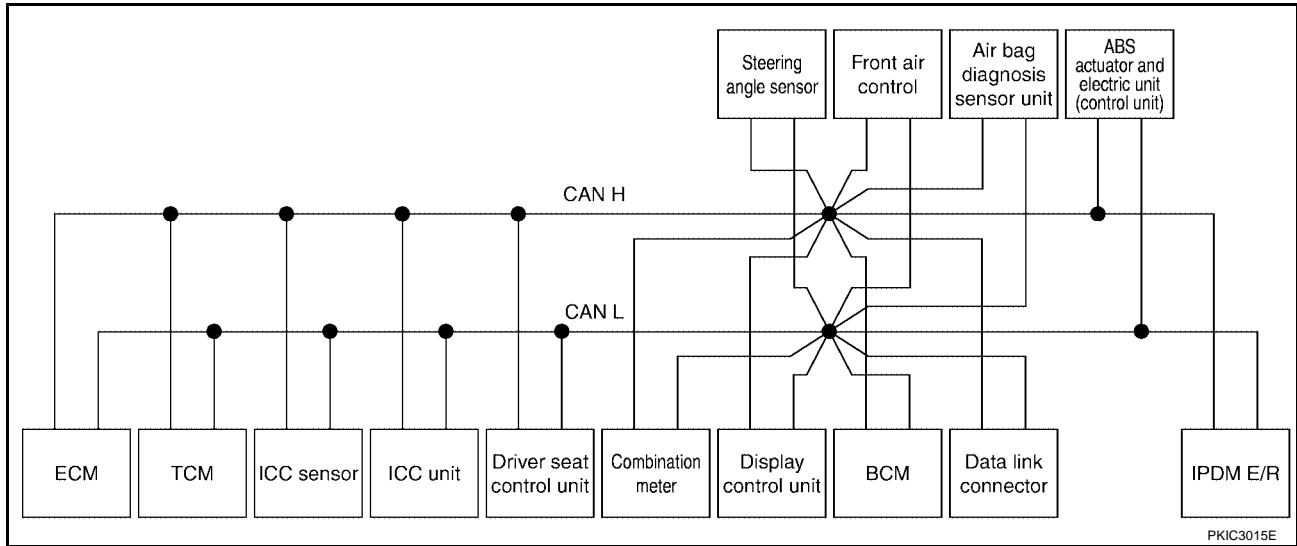 Steering
angle sensor
Front air
control
Air bag
diagnosis
sensor unit
ABS
actuator and
electric unit
(control unit)
CAN H
CAN L
ECM
TCM
ICC sensor
ICC unit
Driver seat
control unit
Combination
meter
Display
control unit
BCM
Data link
connector
IPDM E/R
PKIC3015E